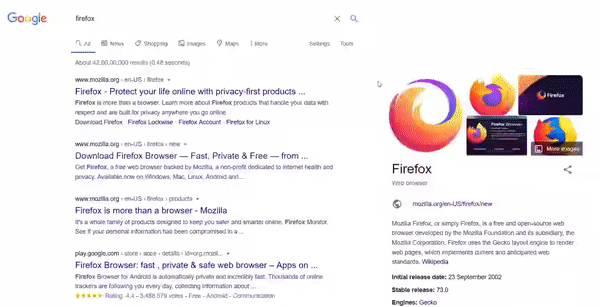 Google
firefox
All News Shopping Images Maps More Settings Tools
About 42,80,00,000 results (0.48 seconds)
www.mozilla.org › en-US › firefox
Firefox - Protect your life online with privacy-first products ...
Firefox is more than a browser. Learn more about Firefox products that handle your data
with respect and are built for privacy anywhere you go online.
Download Firefox · Firefox Lockwise · Firefox Account · Firefox for Linux
www.mozilla.org › en-US › firefox › new
Download Firefox Browser — Fast, Private & Free — from ...
Get Firefox, a free web browser backed by Mozilla, a non-profit dedicated to internet health and
privacy. Available now on Windows, Mac, Linux, Android and...
www.mozilla.org › en-US › firefox › products
Firefox is more than a browser - Mozilla
It's a whole family of products designed to keep you safer and smarter online. Firefox Monitor.
See if your personal information has been compromised in a ...
play.google.com › store › apps › details › id=org.mozil...
Firefox Browser: fast , private & safe web browser – Apps on ...
Firefox Browser for Android is automatically private and incredibly fast. Thousands of online
trackers are following you every day, collecting information about ...
Rating: 4.4 - 3,488,579 votes - Free - Android - Communication
Firefox
Firefox Browser
More images
Firefox
Web browser
mozilla.org/en-US/firefox/new
Mozilla Firefox, or simply Firefox, is a free and open-source web
browser developed by the Mozilla Foundation and its subsidiary, the
Mozilla Corporation. Firefox uses the Gecko layout engine to render
web pages, which implements current and anticipated web
standards. Wikipedia
Initial release date: 23 September 2002
Stable release: 73.0
Engines: Gecko